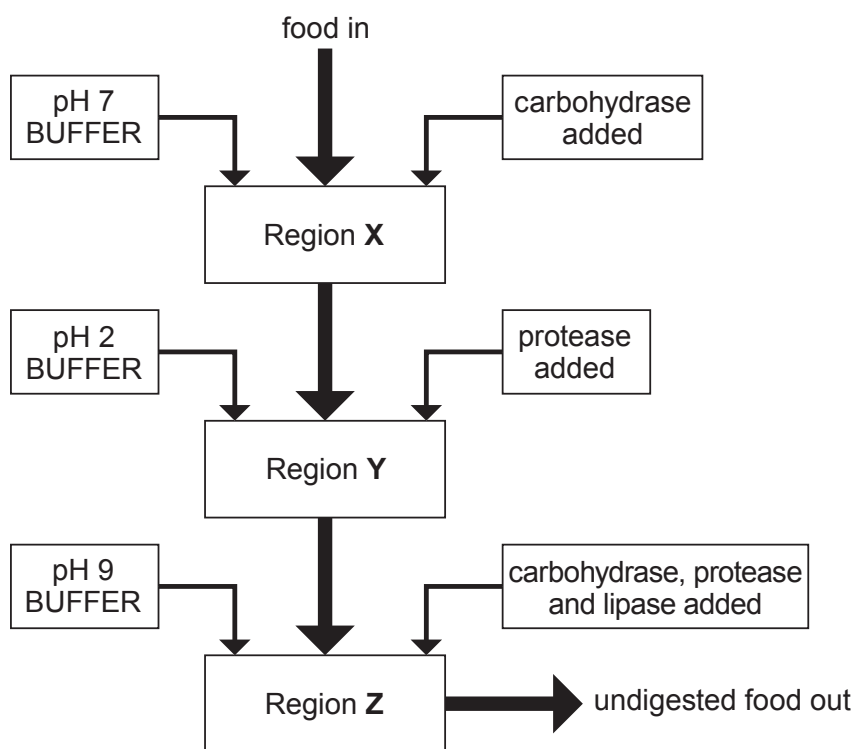 food in
pH 7
BUFFER
carbohydrase
added
Region X
pH 2
BUFFER
protease
added
Region Y
pH 9
BUFFER
carbohydrase, protease
and lipase added
Region Z
undigested food out